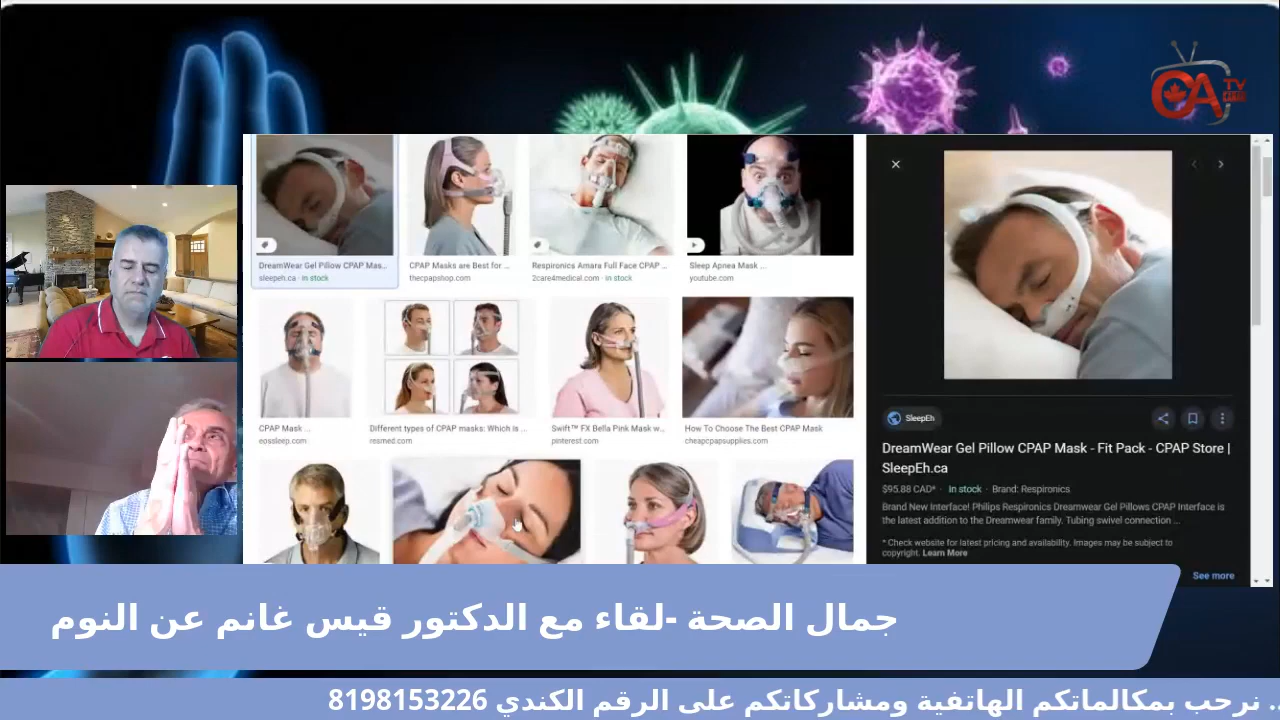 CA TV
DreamWear Gel Pillow CPAP Mas...
sleepeh.ca · In stock
CPAP Masks are Best for ...
thecpapshop.com
Respironics Amara Full Face CPAP ...
2care4medical.com · In stock
Sleep Apnea Mask ...
youtube.com
CPAP Mask ...
eossleep.com
Different types of CPAP masks: Which is ...
resmed.com
Swift™ FX Bella Pink Mask w...
pinterest.com
How To Choose The Best CPAP Mask
cheapcpapsupplies.com
SleepEh
DreamWear Gel Pillow CPAP Mask - Fit Pack - CPAP Store |
SleepEh.ca
$95.88 CAD* · In stock · Brand: Respironics
Brand New Interface! Philips Respironics Dreamwear Gel Pillows CPAP Interface is
the latest addition to the Dreamwear family. Tubing swivel connection ...
* Check website for latest pricing and availability. Images may be subject to
copyright. Learn More
See more
جمال الصحة -لقاء مع الدكتور قيس غانم عن النوم
.. نرحب بمكالماتكم الهاتفية ومشاركاتكم على الرقم الكندي 8198153226